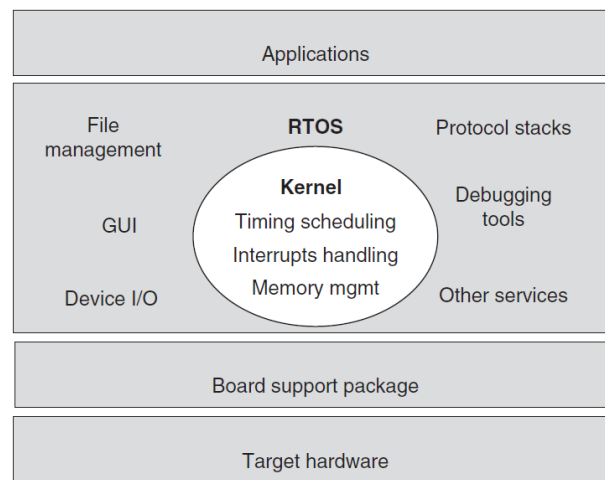 Applications
File
management
RTOS
Protocol stacks
Kernel
Timing scheduling
Interrupts handling
Memory mgmt
GUI
Debugging
tools
Device I/O
Other services
Board support package
Target hardware